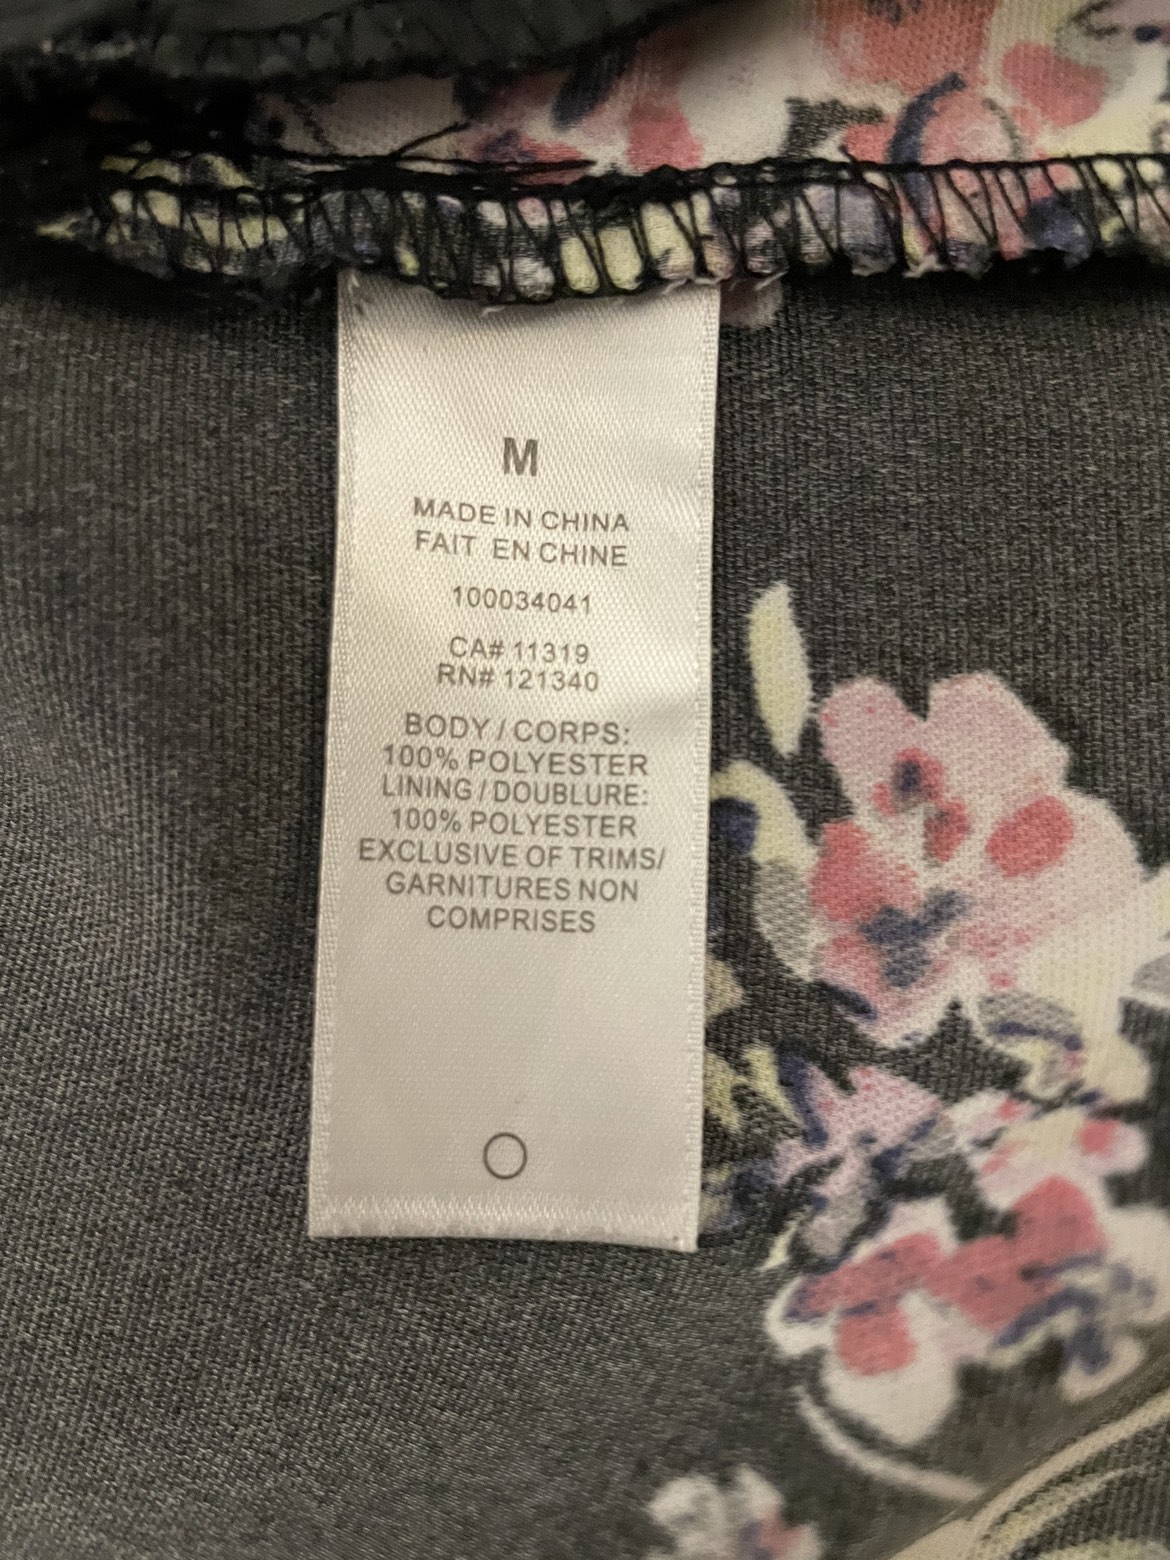 M
MADE IN CHINA
FAIT EN CHINE
100034041
CA# 11319
RN# 121340
BODY / CORPS:
100% POLYESTER
LINING / DOUBLURE:
100% POLYESTER
EXCLUSIVE OF TRIMS/
GARNITURES NON
COMPRISES